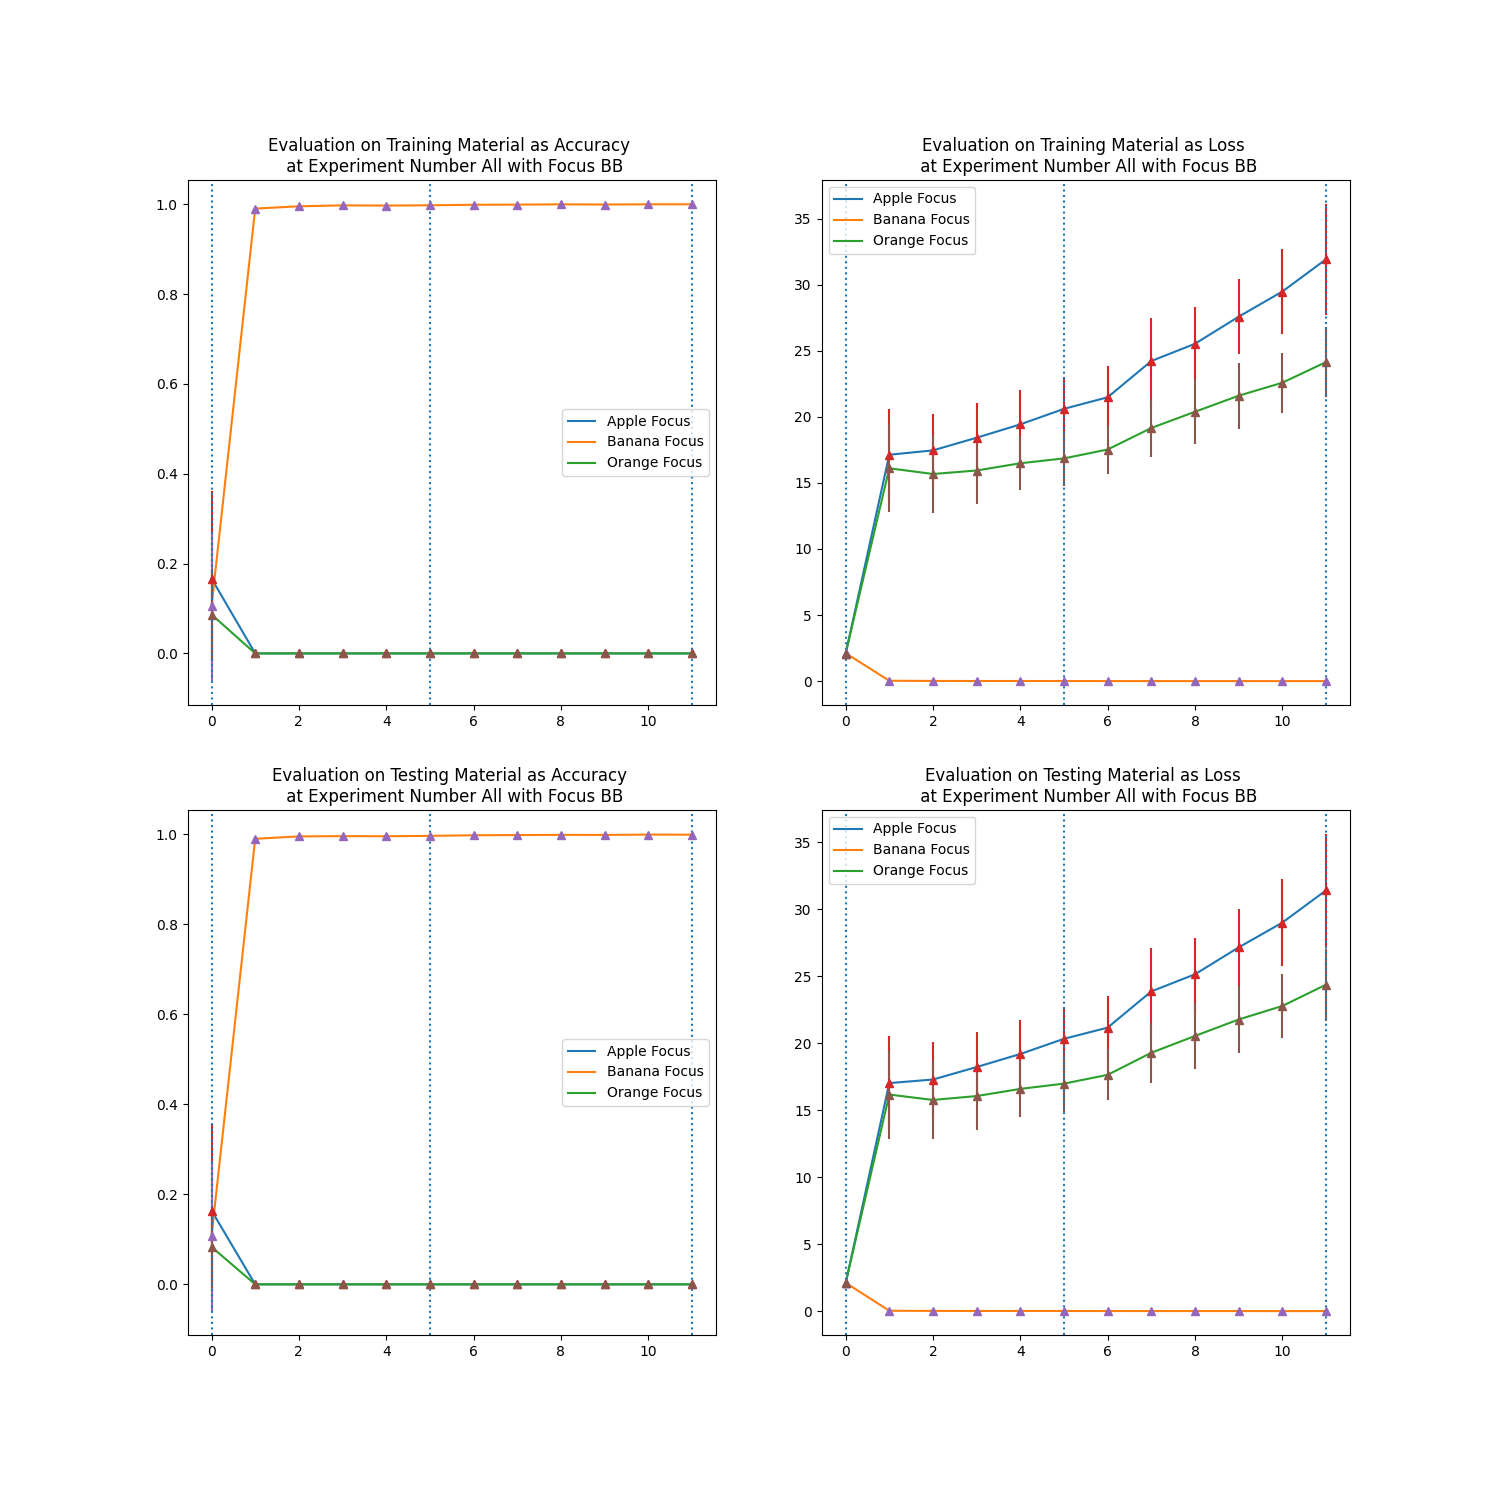 Evaluation on Training Material as Accuracy
at Experiment Number All with Focus BB
1.0
0.8
0.6
0.4
0.2
0.0
Apple Focus
Banana Focus
Orange Focus
0 2 4 6 8 10
Evaluation on Training Material as Loss
at Experiment Number All with Focus BB
Apple Focus
Banana Focus
Orange Focus
35
30
25
20
15
10
5
0
0 2 4 6 8 10
Evaluation on Testing Material as Accuracy
at Experiment Number All with Focus BB
1.0
0.8
0.6
0.4
0.2
0.0
Apple Focus
Banana Focus
Orange Focus
0 2 4 6 8 10
Evaluation on Testing Material as Loss
at Experiment Number All with Focus BB
Apple Focus
Banana Focus
Orange Focus
35
30
25
20
15
10
5
0
0 2 4 6 8 10